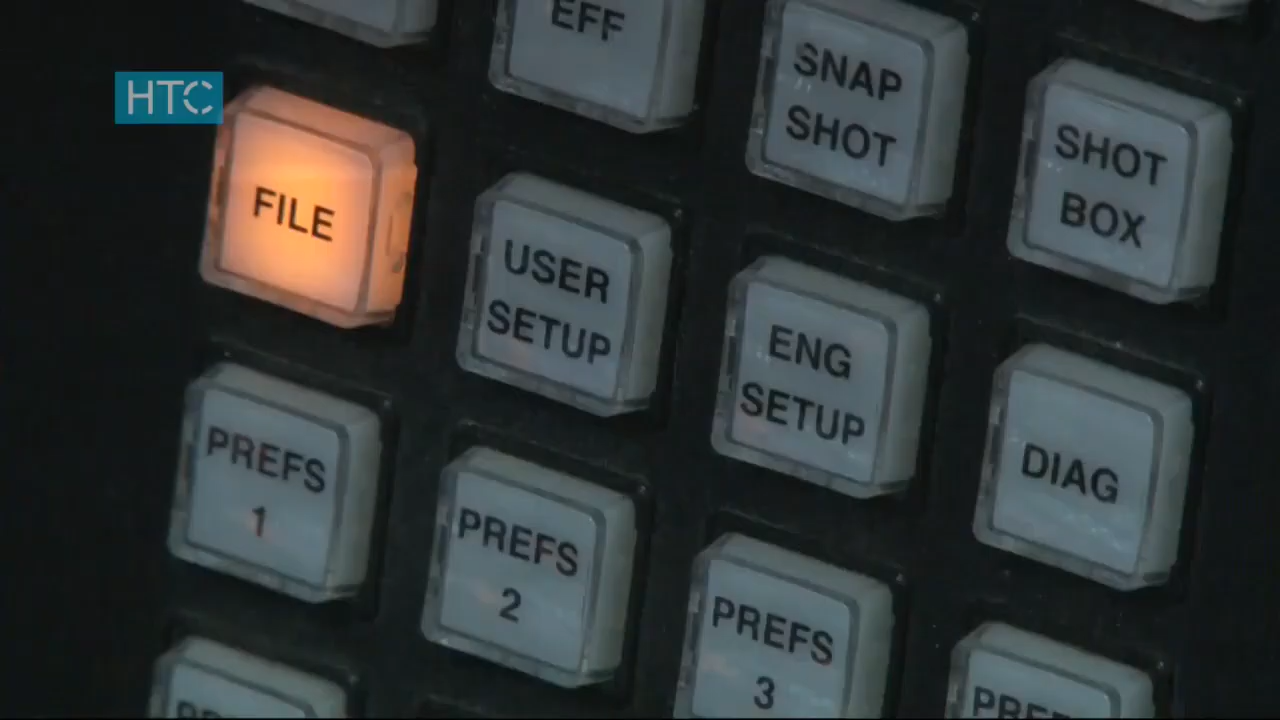 HTC
EFF
SNAP
SHOT
SHOT
BOX
FILE
USER
SETUP
ENG
SETUP
DIAG
PREFS
1
PREFS
2
PREFS
3